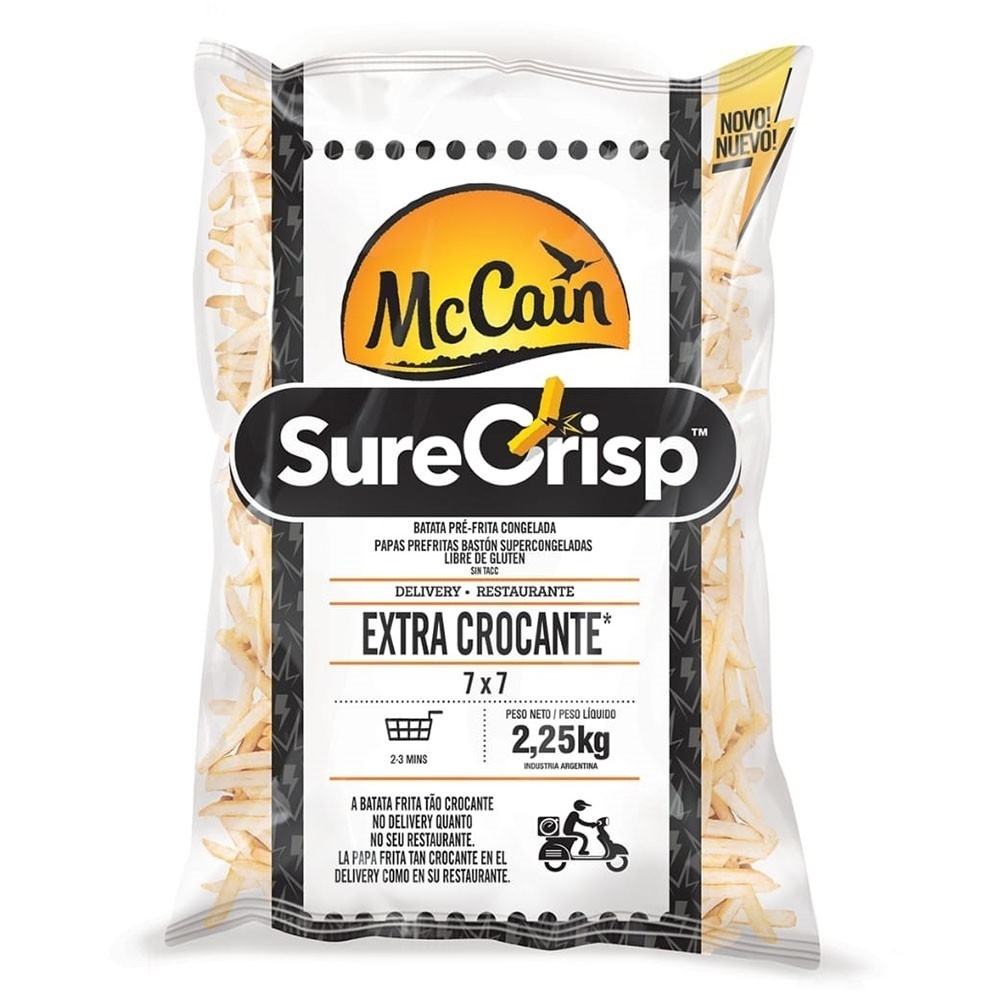 NOVO!
NUEVO!
McCain
SureCrisp™
BATATA PRÉ-FRITA CONGELADA
PAPAS PREFRITAS BASTÓN SUPERCONGELADAS
LIBRE DE GLUTEN
SIN TACC
DELIVERY • RESTAURANTE
EXTRA CROCANTE*
7 x 7
2-3 MINS
PESO NETO / PESO LÍQUIDO
2,25kg
INDUSTRIA ARGENTINA
A BATATA FRITA TÃO CROCANTE
NO DELIVERY QUANTO
NO SEU RESTAURANTE.
LA PAPA FRITA TAN CROCANTE EN EL
DELIVERY COMO EN SU RESTAURANTE.